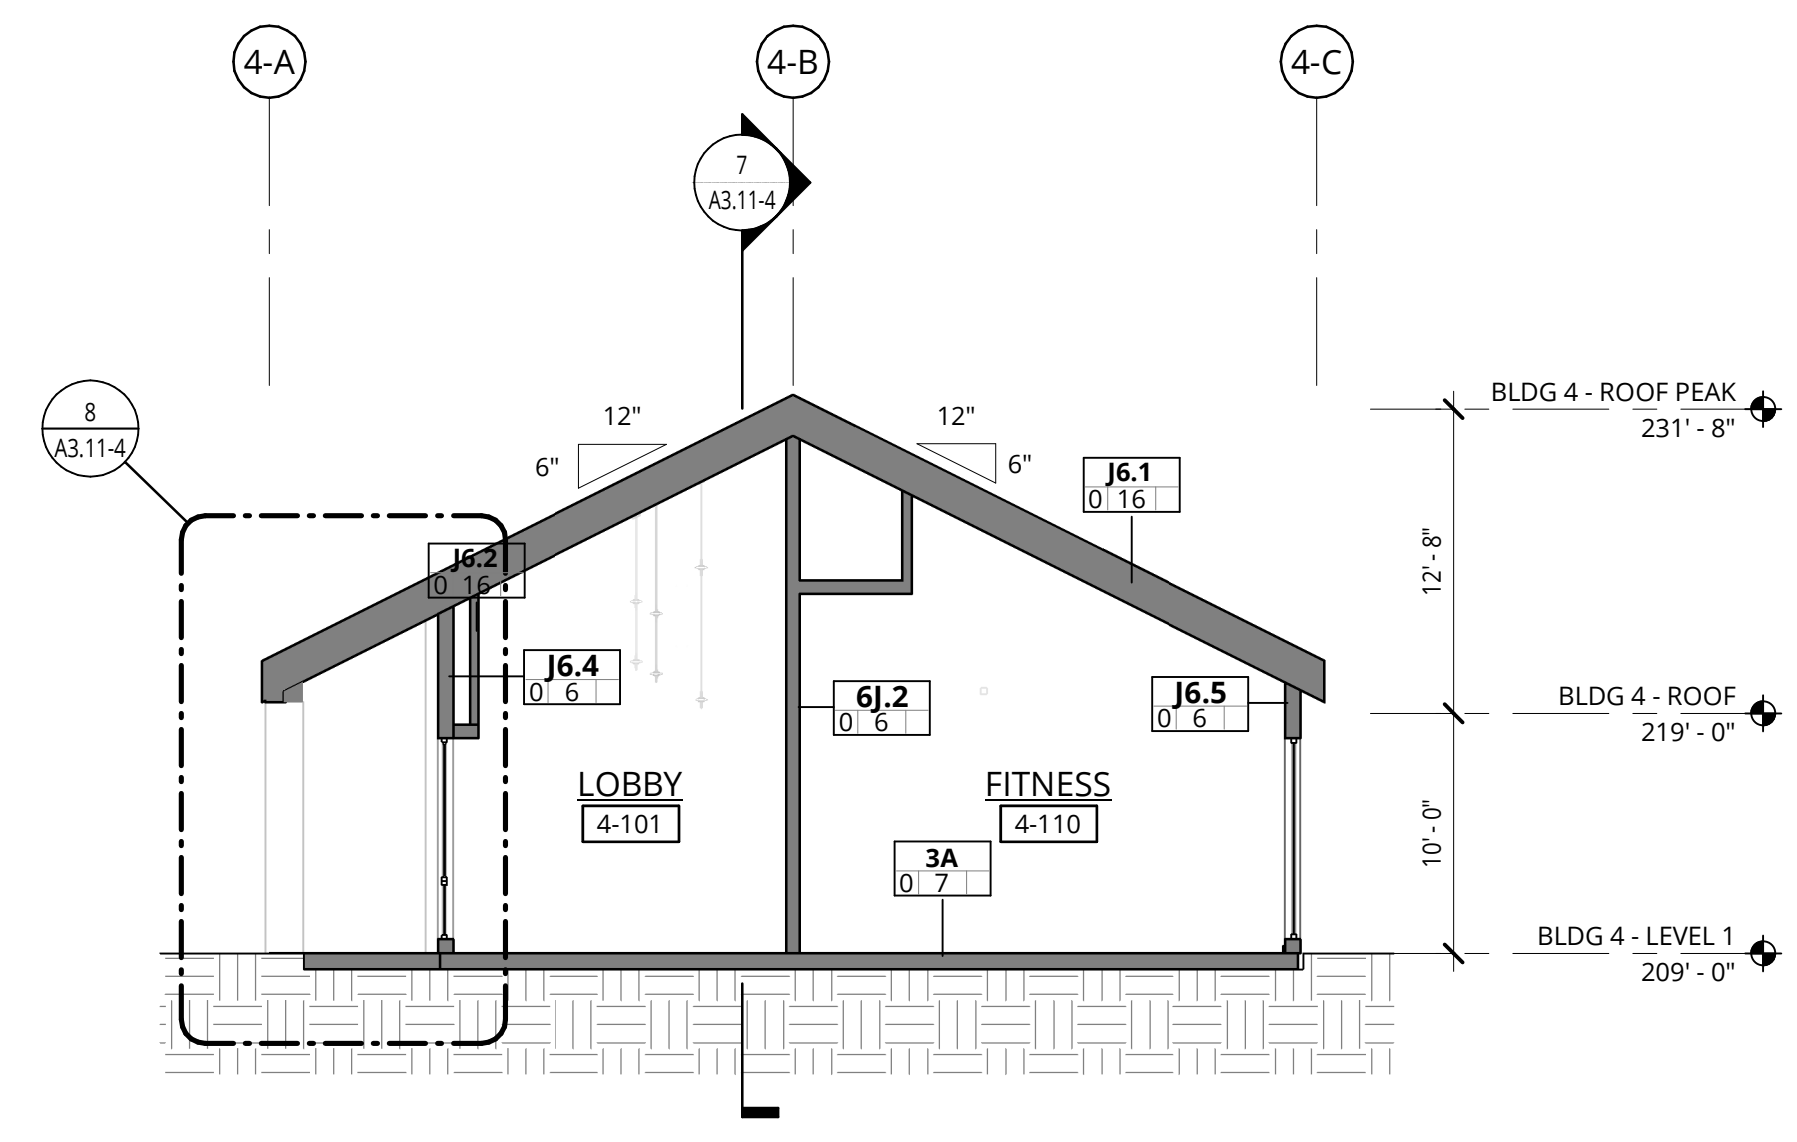 4-A
4-B
4-C
7
A3.11-4
8
A3.11-4
12"
6"
12"
6"
BLDG 4 - ROOF PEAK
231' - 8"
J6.1
0 16
J6.2
0 16
12' - 8"
J6.4
0 6
6J.2
0 6
J6.5
0 6
BLDG 4 - ROOF
219' - 0"
LOBBY
4-101
FITNESS
4-110
10' - 0"
3A
0 7
BLDG 4 - LEVEL 1
209' - 0"